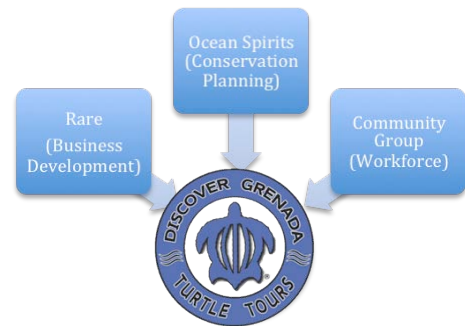 Ocean Spirits
(Conservation
Planning)
Rare
(Business
Development)
Community
Group
(Workforce)
DISCOVER GRENADA
TURTLE TOURS
®